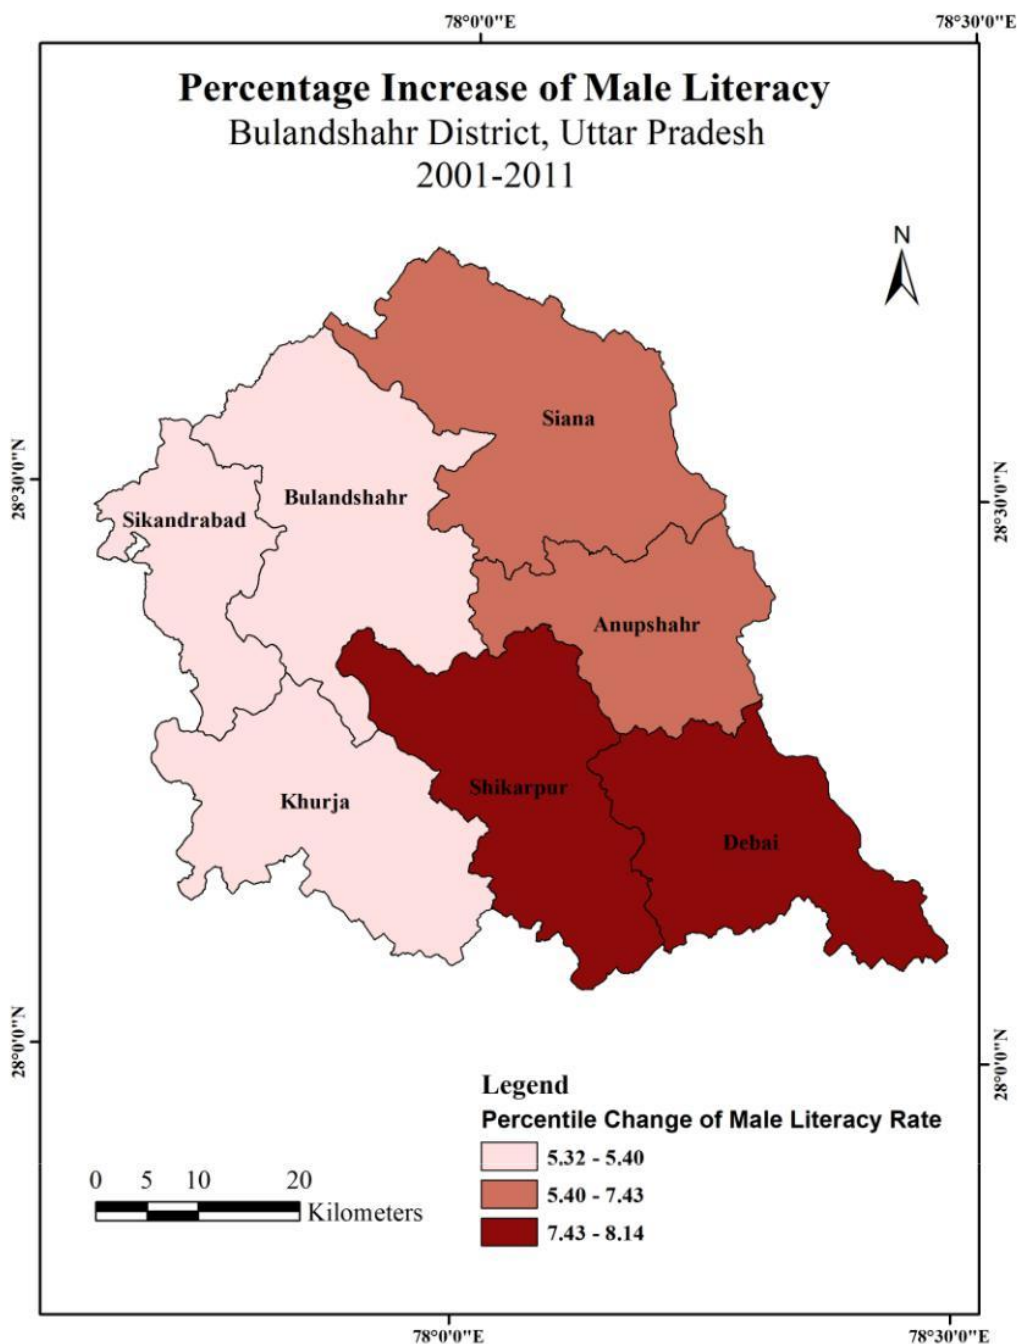 78°0'0"E
78°30'0"E
Percentage Increase of Male Literacy
Bulandshahr District, Uttar Pradesh
2001-2011
N
Siana
28°30'0"N
28°30'0"N
Bulandshahr
Sikandrabad
Anupshahr
Shikarpur
Khurja
Debai
28°0'0"N
28°0'0"N
Legend
Percentile Change of Male Literacy Rate
5.32 - 5.40
5.40 - 7.43
7.43 - 8.14
0 5 10 20
Kilometers
78°0'0"E
78°30'0"E